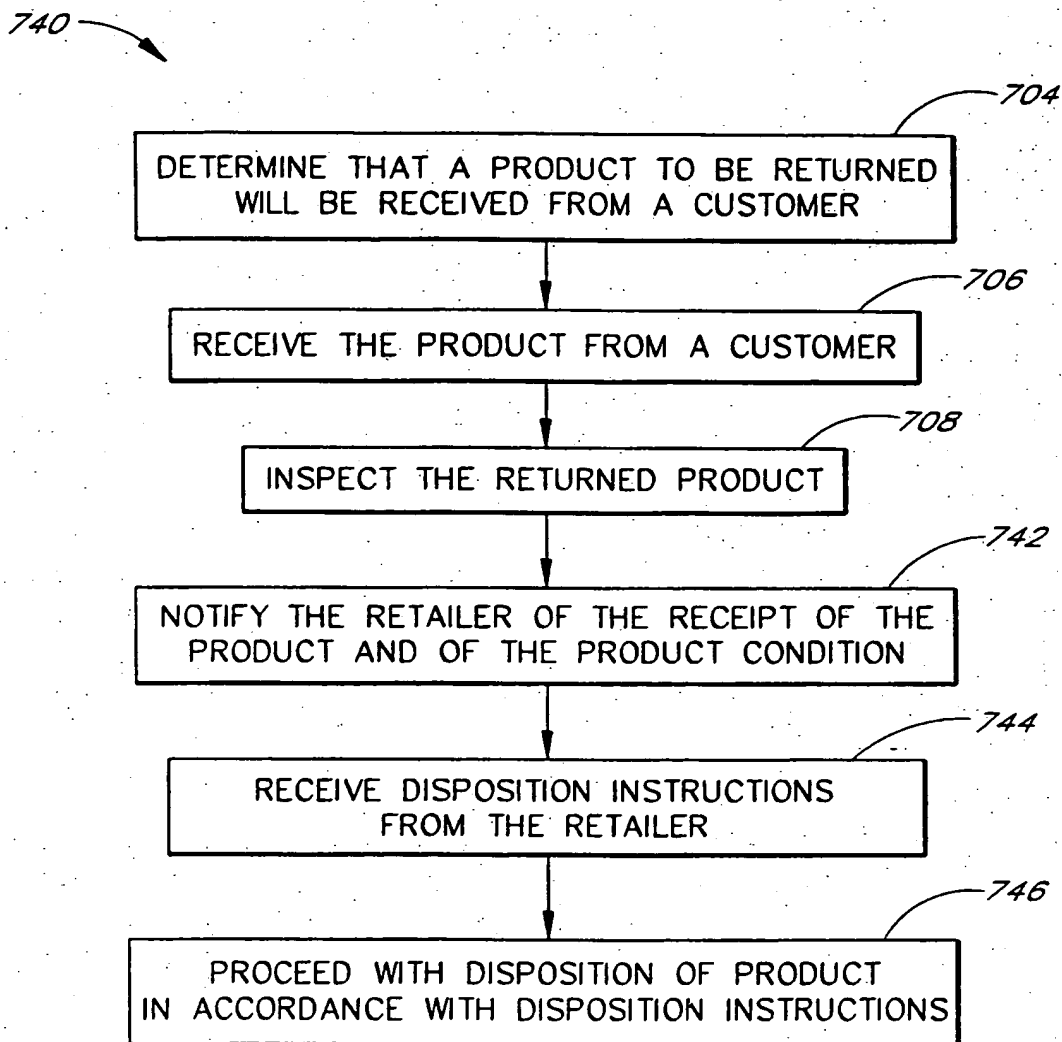 740
704
DETERMINE THAT A PRODUCT TO BE RETURNED
WILL BE RECEIVED FROM A CUSTOMER
706
RECEIVE THE PRODUCT FROM A CUSTOMER
708
INSPECT THE RETURNED PRODUCT
742
NOTIFY THE RETAILER OF THE RECEIPT OF THE
PRODUCT AND OF THE PRODUCT CONDITION
744
RECEIVE DISPOSITION INSTRUCTIONS
FROM THE RETAILER
746
PROCEED WITH DISPOSITION OF PRODUCT
IN ACCORDANCE WITH DISPOSITION INSTRUCTIONS